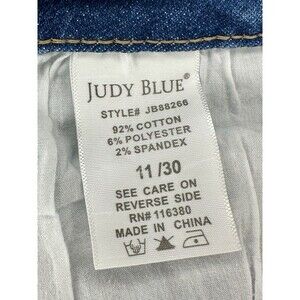 JUDY BLUE®
STYLE# JB88266
92% COTTON
6% POLYESTER
2% SPANDEX
11/30
SEE CARE ON
REVERSE SIDE
RN# 116380
MADE IN CHINA